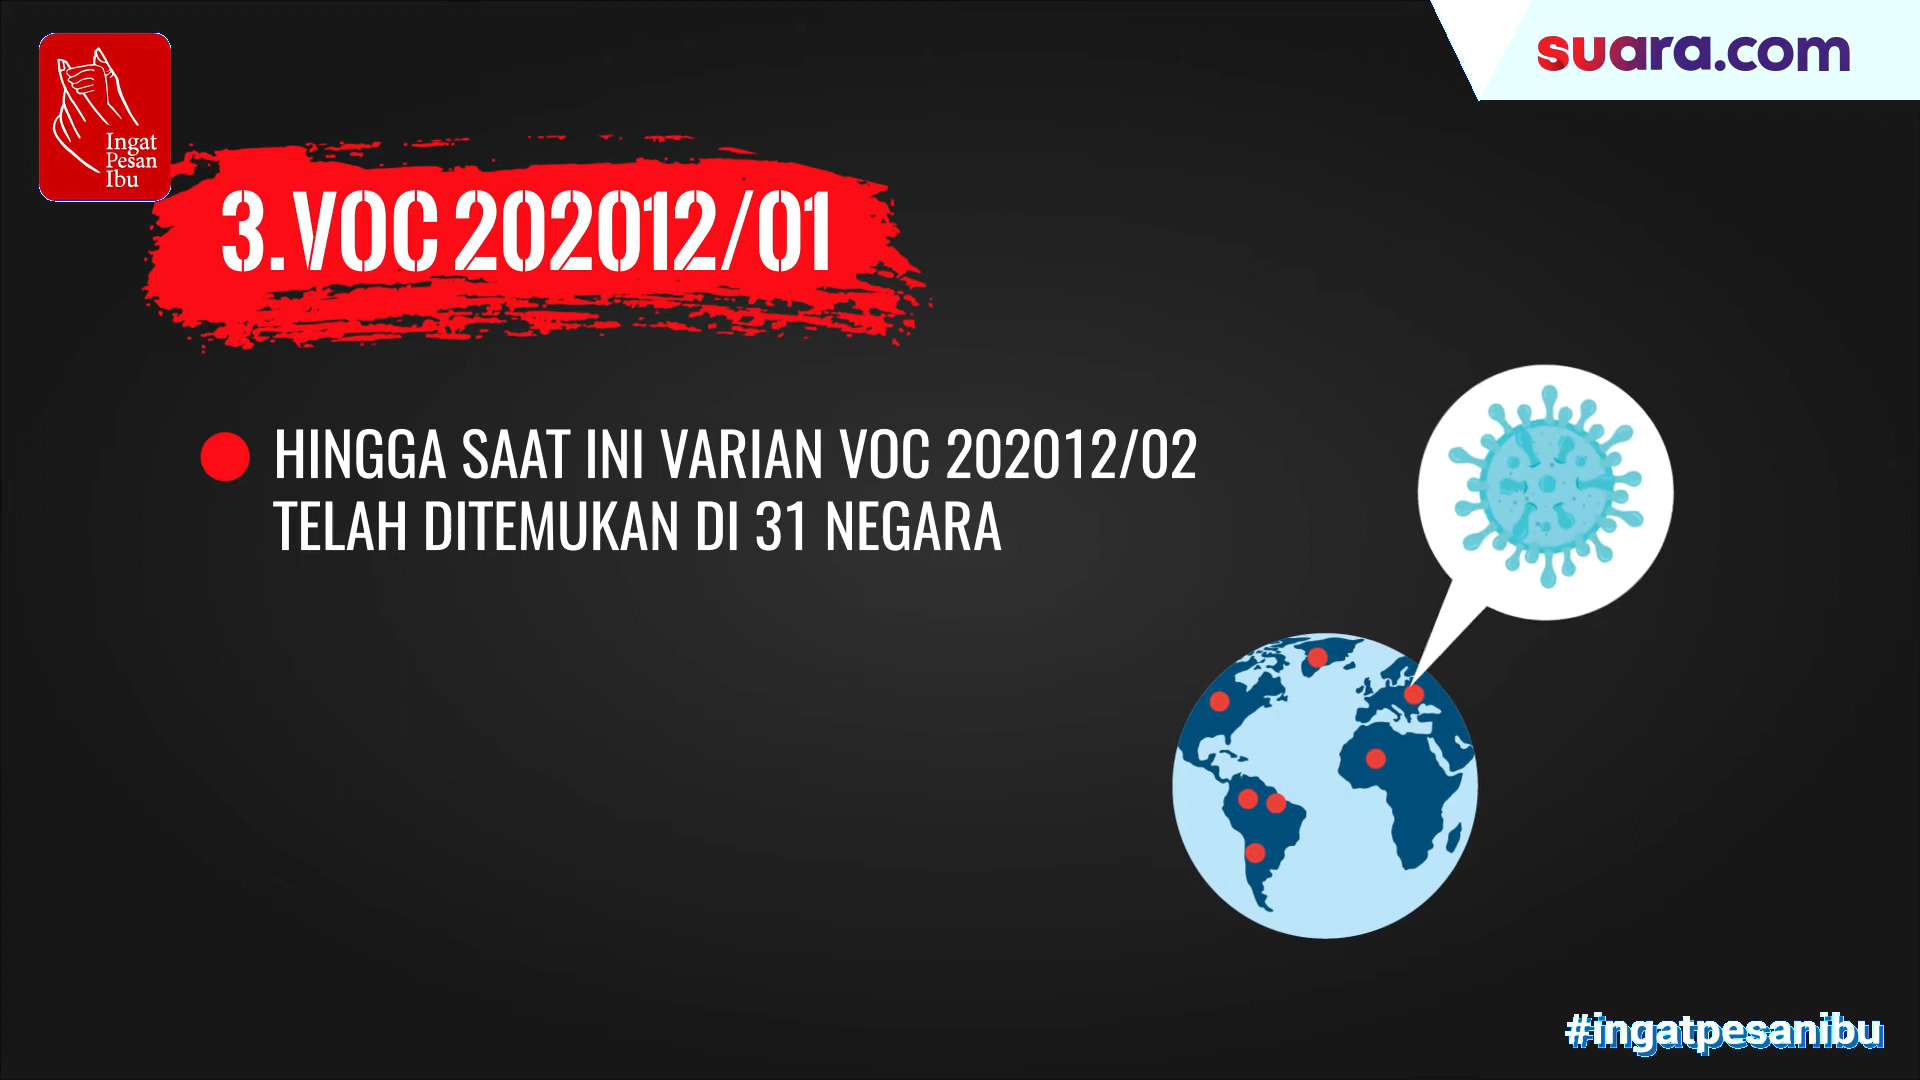 Ingat
Pesan
Ibu
suara.com
3. VOC 202012/01
HINGGA SAAT INI VARIAN VOC 202012/02
TELAH DITEMUKAN DI 31 NEGARA
#ingatpesanibu